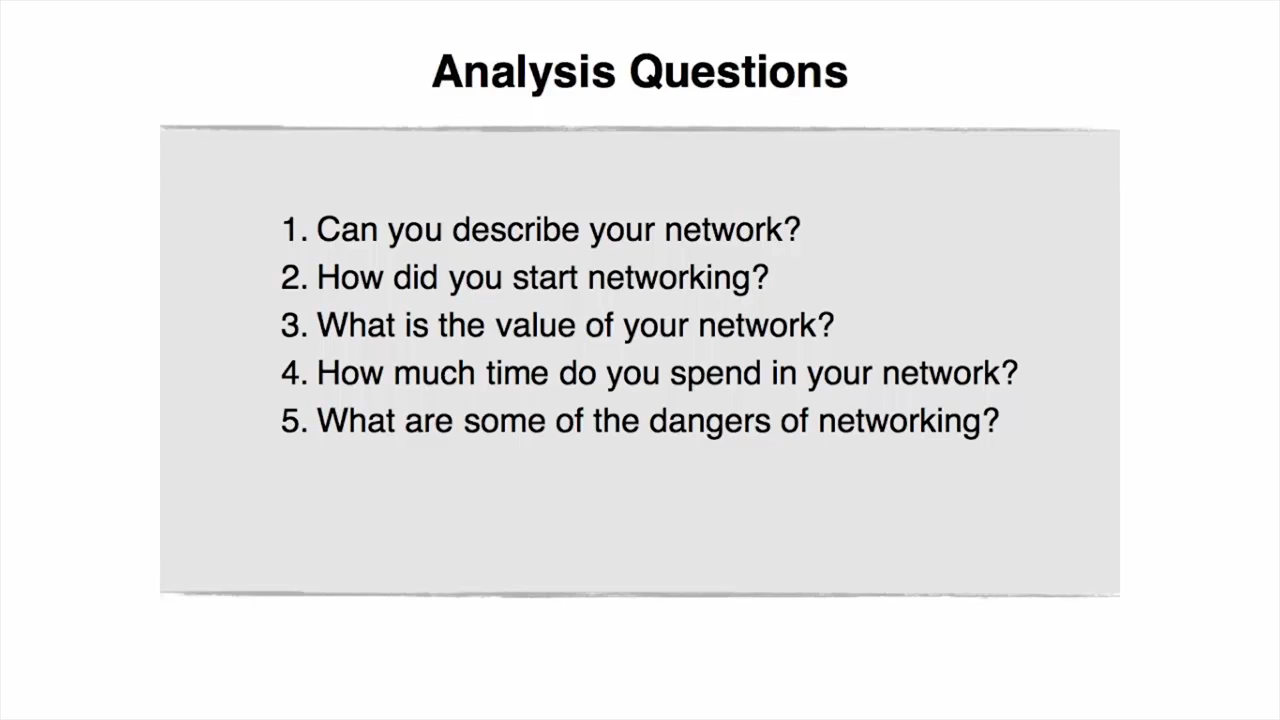 Analysis Questions
1. Can you describe your network?
2. How did you start networking?
3. What is the value of your network?
4. How much time do you spend in your network?
5. What are some of the dangers of networking?